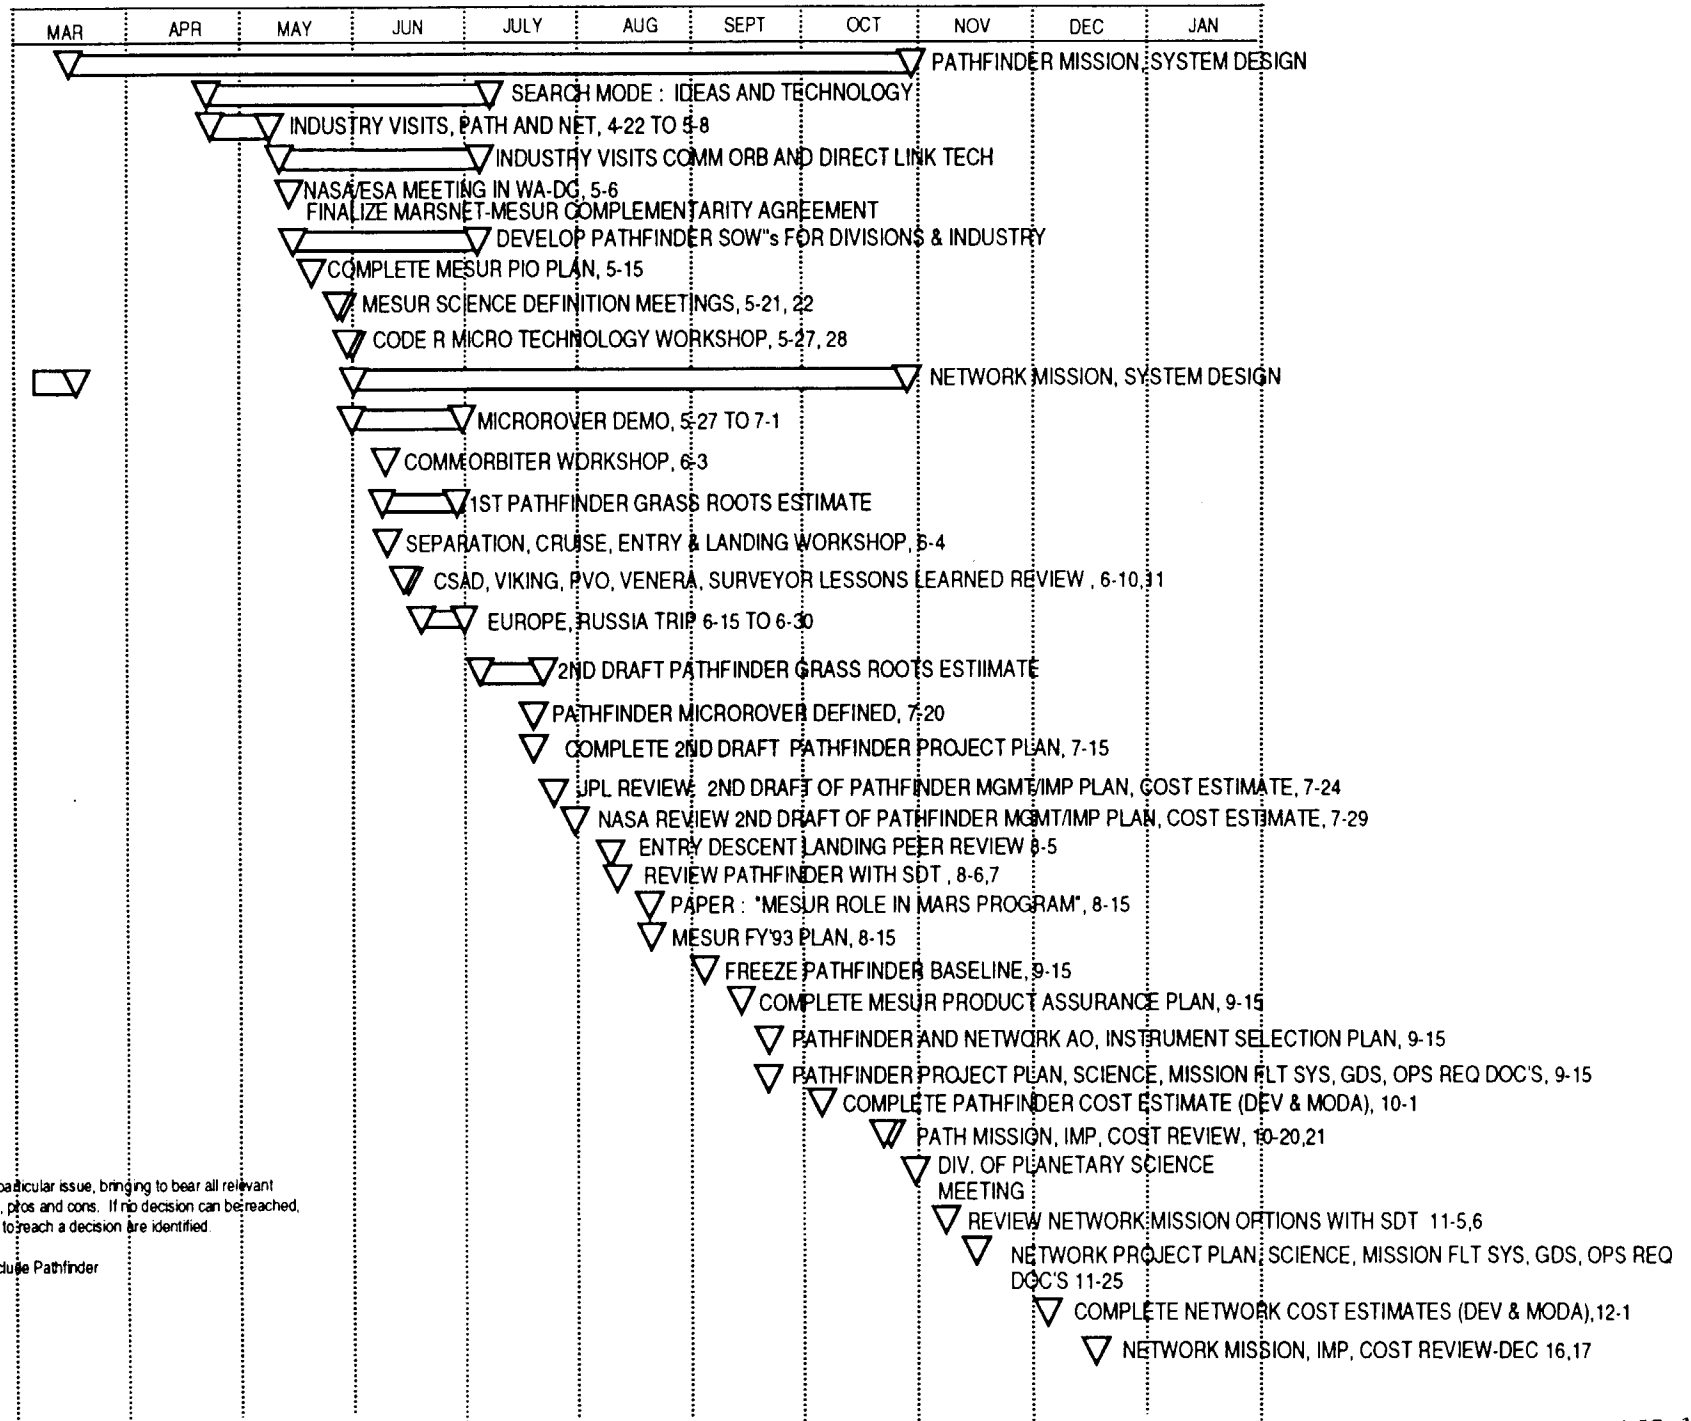 MAR APR MAY JUN JULY AUG SEPT OCT NOV DEC JAN
PATHFINDER MISSION, SYSTEM DESIGN
SEARCH MODE : IDEAS AND TECHNOLOGY
INDUSTRY VISITS, PATH AND NET, 4-22 TO 5-8
INDUSTRY VISITS COMM ORB AND DIRECT LINK TECH
NASA/ESA MEETING IN WA-DC, 5-6
FINALIZE MARSNET-MESUR COMPLEMENTARITY AGREEMENT
DEVELOP PATHFINDER SOW"s FOR DIVISIONS & INDUSTRY
COMPLETE MESUR PIO PLAN, 5-15
MESUR SCIENCE DEFINITION MEETINGS, 5-21, 22
CODE R MICRO TECHNOLOGY WORKSHOP, 5-27, 28
NETWORK MISSION, SYSTEM DESIGN
MICROROVER DEMO, 5-27 TO 7-1
COMM ORBITER WORKSHOP, 6-3
1ST PATHFINDER GRASS ROOTS ESTIMATE
SEPARATION, CRUISE, ENTRY & LANDING WORKSHOP, 6-4
CSAD, VIKING, PVO, VENERA, SURVEYOR LESSONS LEARNED REVIEW , 6-10,11
EUROPE, RUSSIA TRIP 6-15 TO 6-30
2ND DRAFT PATHFINDER GRASS ROOTS ESTIIMATE
PATHFINDER MICROROVER DEFINED, 7-20
COMPLETE 2ND DRAFT PATHFINDER PROJECT PLAN, 7-15
JPL REVIEW: 2ND DRAFT OF PATHFINDER MGMT/IMP PLAN, COST ESTIMATE, 7-24
NASA REVIEW 2ND DRAFT OF PATHFINDER MGMT/IMP PLAN, COST ESTIMATE, 7-29
ENTRY DESCENT LANDING PEER REVIEW 8-5
REVIEW PATHFINDER WITH SDT , 8-6,7
PAPER : "MESUR ROLE IN MARS PROGRAM", 8-15
MESUR FY'93 PLAN, 8-15
FREEZE PATHFINDER BASELINE, 9-15
COMPLETE MESUR PRODUCT ASSURANCE PLAN, 9-15
PATHFINDER AND NETWORK AO, INSTRUMENT SELECTION PLAN, 9-15
PATHFINDER PROJECT PLAN, SCIENCE, MISSION FLT SYS, GDS, OPS REQ DOC'S, 9-15
COMPLETE PATHFINDER COST ESTIMATE (DEV & MODA), 10-1
PATH MISSION, IMP, COST REVIEW, 10-20,21
DIV. OF PLANETARY SCIENCE
MEETING
particular issue, bringing to bear all relevant
, pros and cons. If no decision can be reached,
to reach a decision are identified.
REVIEW NETWORK MISSION OPTIONS WITH SDT 11-5,6
NETWORK PROJECT PLAN, SCIENCE, MISSION FLT SYS, GDS, OPS REQ
DOC'S 11-25
Pathfinder
COMPLETE NETWORK COST ESTIMATES (DEV & MODA),12-1
NETWORK MISSION, IMP, COST REVIEW-DEC 16,17